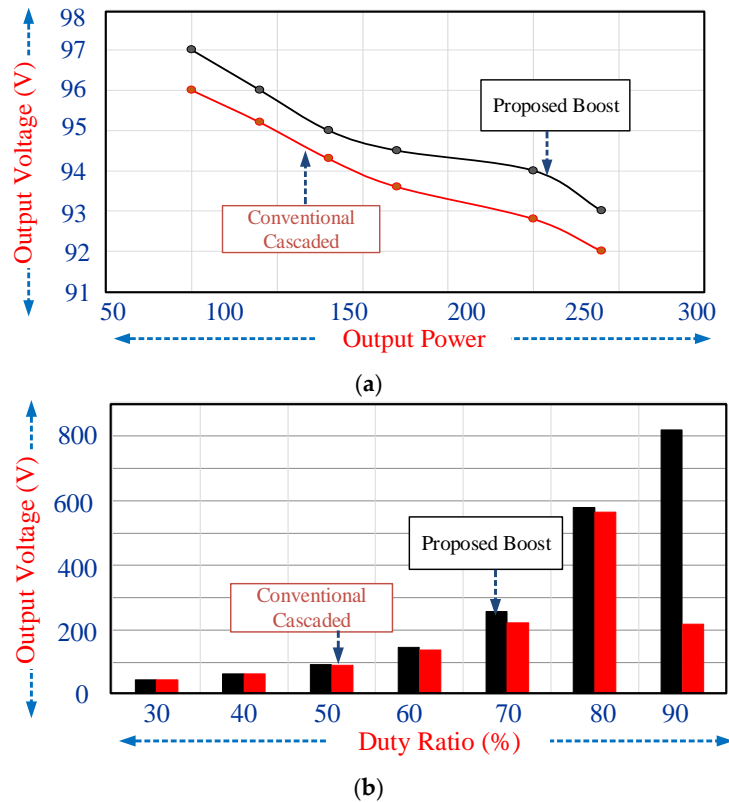 98
97
96
95
94
93
92
91
Output Voltage (V)
Proposed Boost
Conventional
Cascaded
50 100 150 200 250 300
Output Power
(a)
800
600
400
200
0
Output Voltage (V)
Proposed Boost
Conventional
Cascaded
30 40 50 60 70 80 90
Duty Ratio (%)
(b)